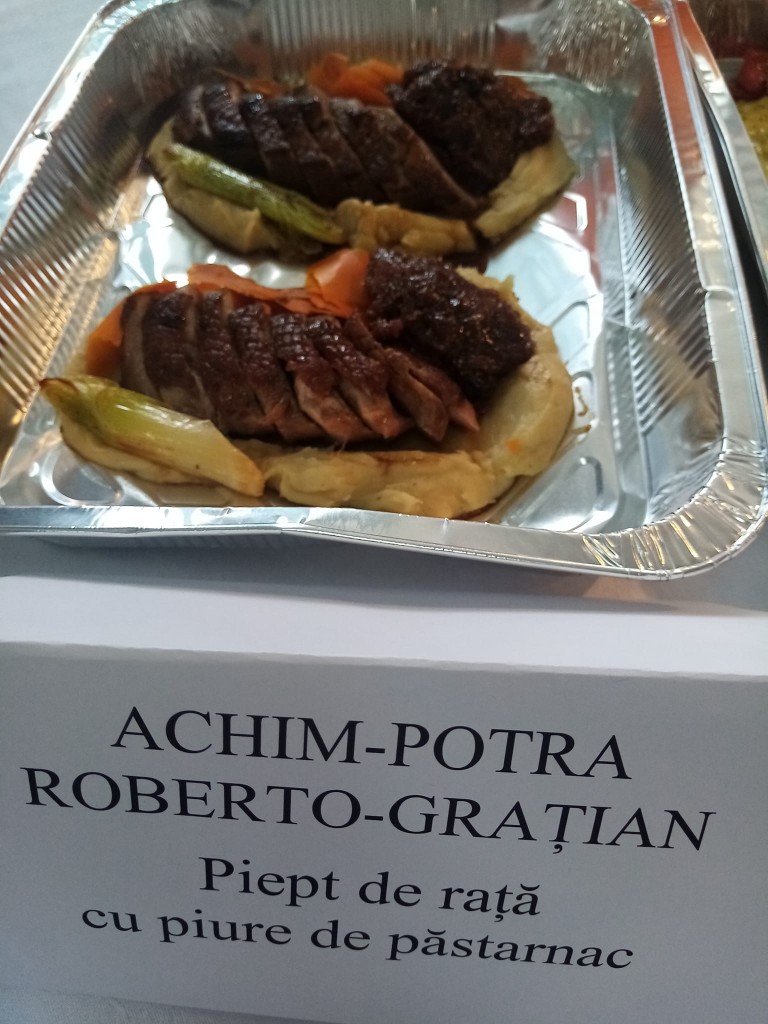 ACHIM-POTRA
ROBERTO-GRAȚIAN
Piept de rață
cu piure de păstarnac